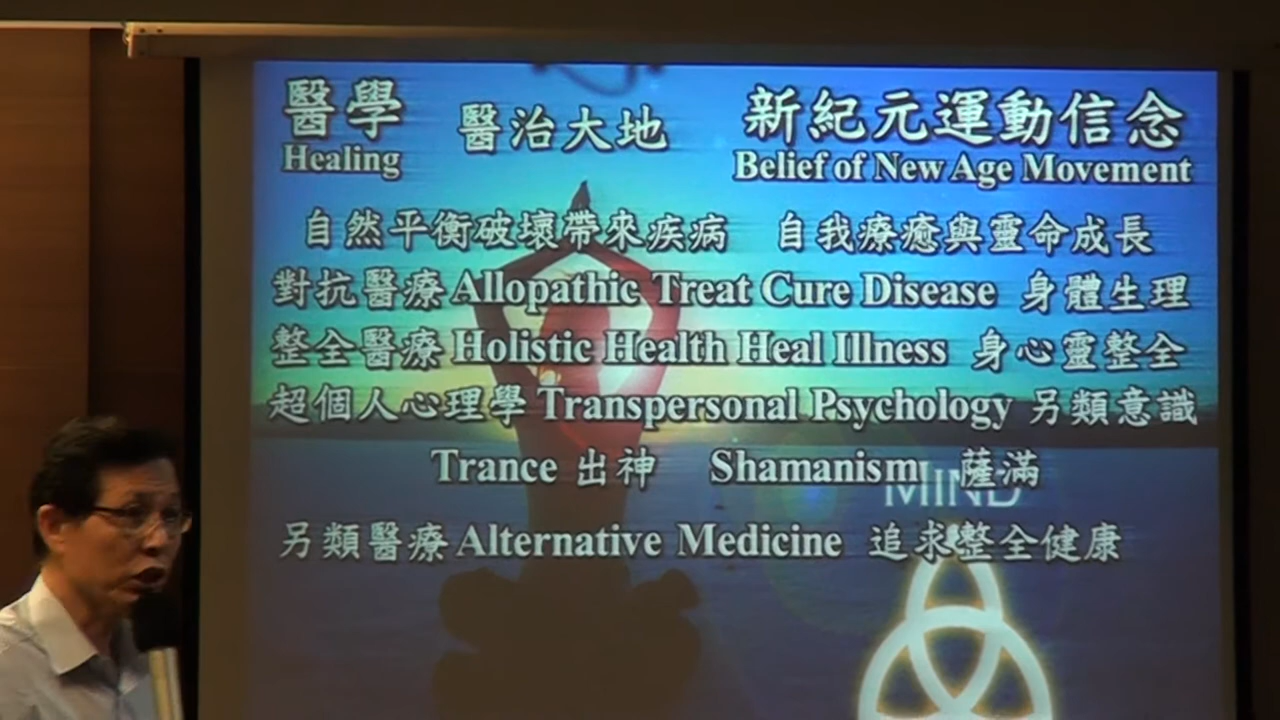 醫學 醫治大地 新紀元運動信念
Healing Belief of New Age Movement
自然平衡破壞帶來疾病 自我療癒與靈命成長
對抗醫療 Allopathic Treat Cure Disease 身體生理
整全醫療 Holistic Health Heal Illness 身心靈整全
超個人心理學 Transpersonal Psychology 另類意識
Trance 出神 Shamanism 薩滿
MIND
另類醫療 Alternative Medicine 追求整全健康